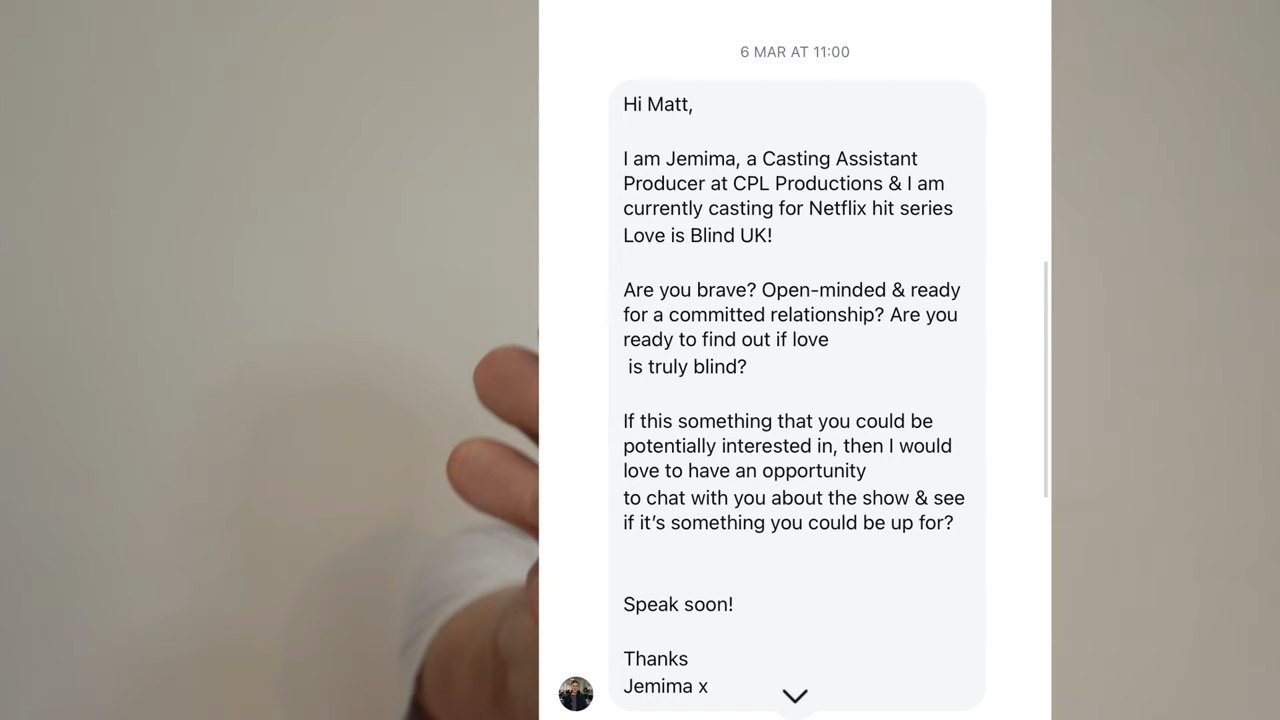 6 MAR AT 11:00
Hi Matt,
I am Jemima, a Casting Assistant
Producer at CPL Productions & I am
currently casting for Netflix hit series
Love is Blind UK!
Are you brave? Open-minded & ready
for a committed relationship? Are you
ready to find out if love
is truly blind?
If this something that you could be
potentially interested in, then I would
love to have an opportunity
to chat with you about the show & see
if it’s something you could be up for?
Speak soon!
Thanks
Jemima x